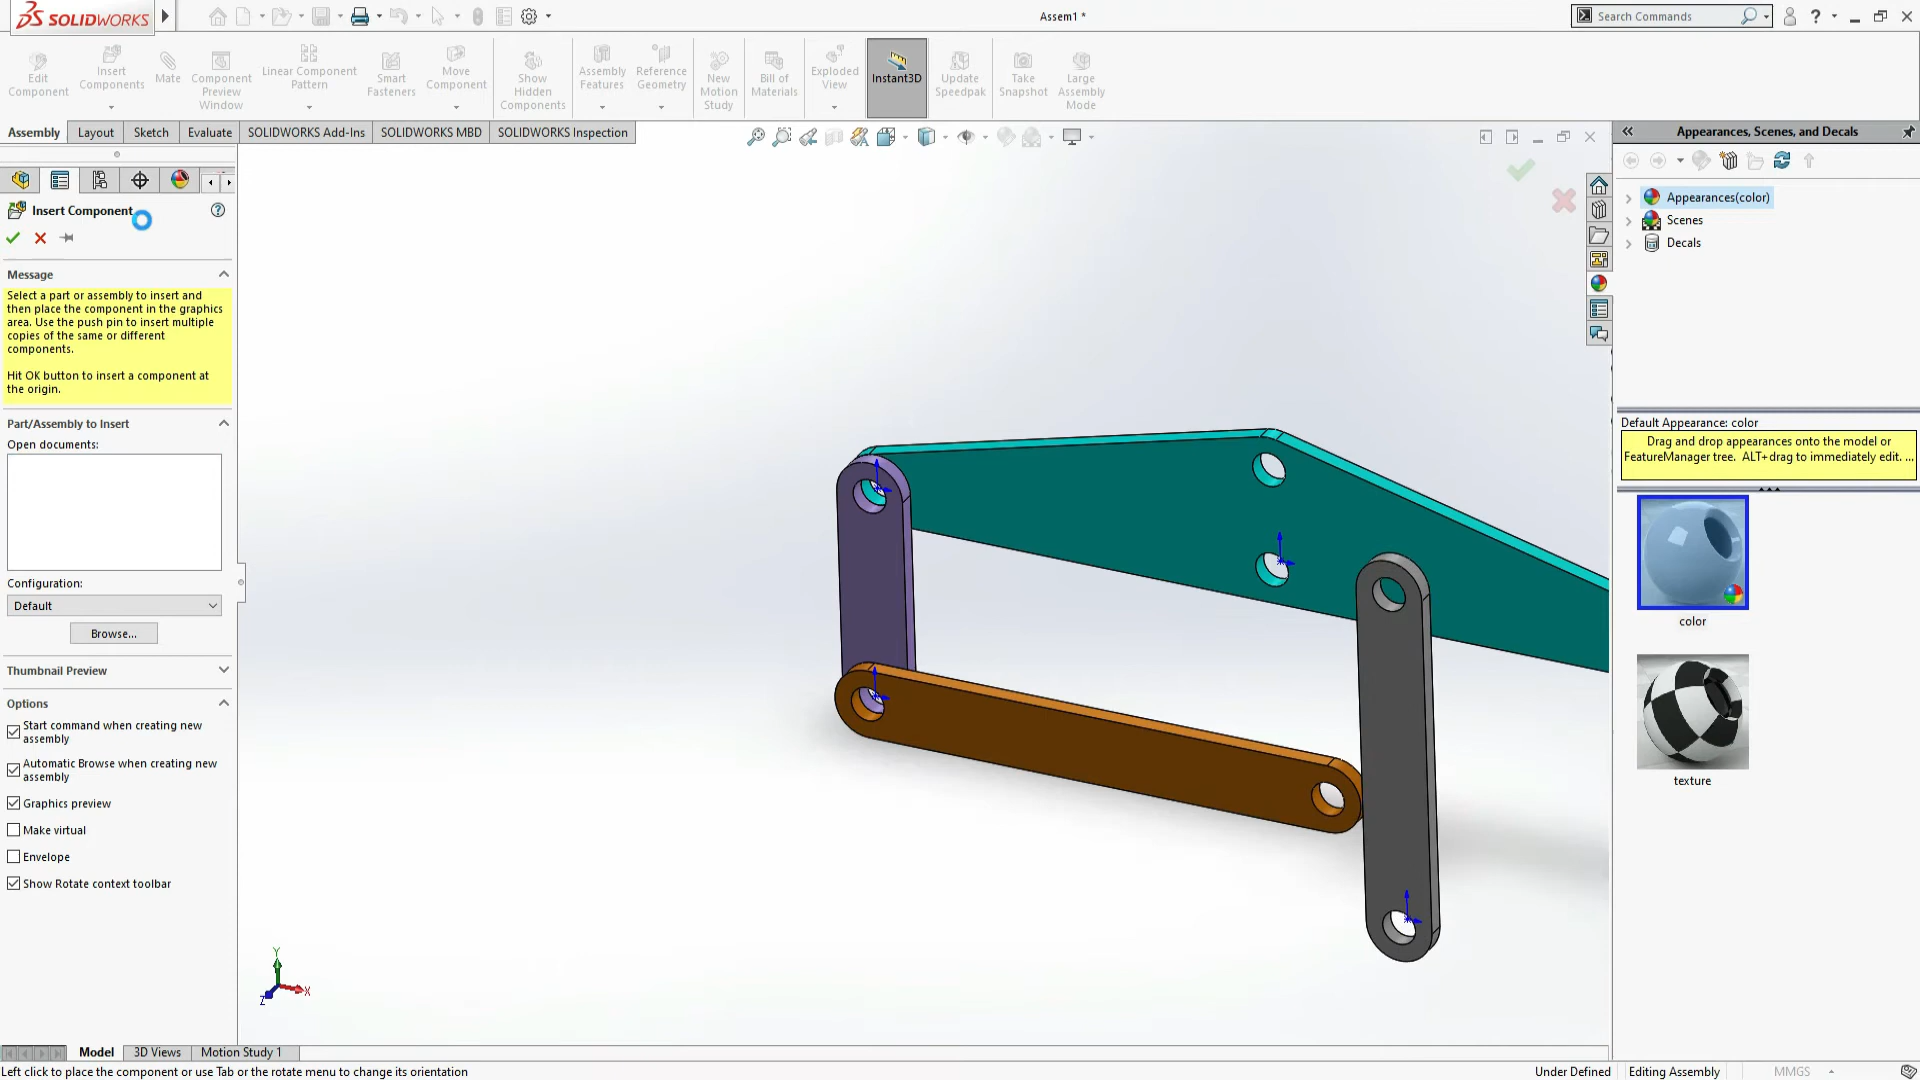 SOLIDWORKS
Assem1 *
Search Commands
Edit Component
Insert Components
Mate
Component Preview Window
Linear Component Pattern
Smart Fasteners
Move Component
Show Hidden Components
Assembly Features
Reference Geometry
New Motion Study
Bill of Materials
Exploded View
Instant3D
Update Speedpak
Take Snapshot
Large Assembly Mode
Assembly
Layout
Sketch
Evaluate
SOLIDWORKS Add-Ins
SOLIDWORKS MBD
SOLIDWORKS Inspection
Insert Component
Message
Select a part or assembly to insert and
then place the component in the graphics
area. Use the push pin to insert multiple
copies of the same or different
components.
Hit OK button to insert a component at
the origin.
Part/Assembly to Insert
Open documents:
Configuration:
Default
Browse...
Thumbnail Preview
Options
Start command when creating new
assembly
Automatic Browse when creating new
assembly
Graphics preview
Make virtual
Envelope
Show Rotate context toolbar
Y
X
Z
Appearances, Scenes, and Decals
Appearances(color)
Scenes
Decals
Default Appearance: color
Drag and drop appearances onto the model or
FeatureManager tree. ALT+drag to immediately edit. ...
color
texture
Model
3D Views
Motion Study 1
Left click to place the component or use Tab or the rotate menu to change its orientation
Under Defined
Editing Assembly
MMGS